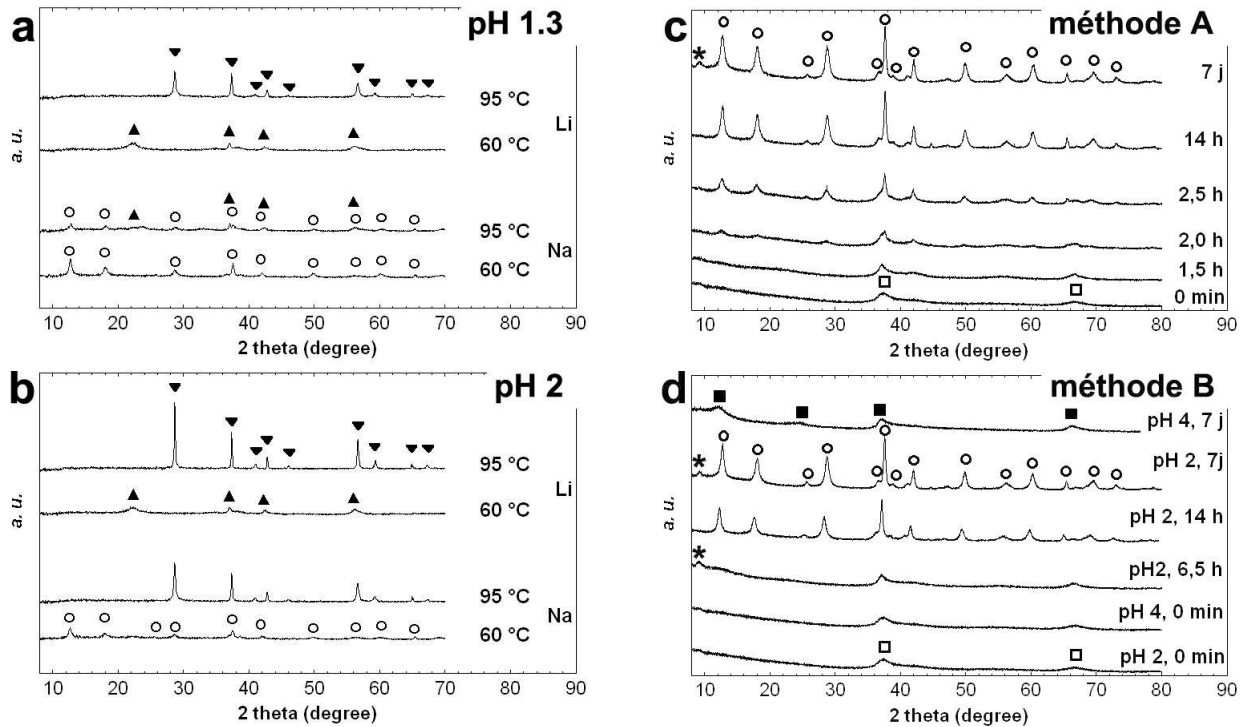 a
pH 1.3
95 °C
Li
60 °C
95 °C
Na
60 °C
a. u.
10 20 30 40 50 60 70 80 90
2 theta (degree)
b
pH 2
95 °C
Li
60 °C
95 °C
Na
60 °C
a. u.
10 20 30 40 50 60 70 80 90
2 theta (degree)
c
méthode A
*
7 j
14 h
2,5 h
2,0 h
1,5 h
0 min
a. u.
10 20 30 40 50 60 70 80 90
2 theta (degree)
d
méthode B
pH 4, 7 j
*
pH 2, 7j
pH 2, 14 h
*
pH2, 6,5 h
pH 4, 0 min
pH 2, 0 min
a. u.
10 20 30 40 50 60 70 80 90
2 theta (degree)